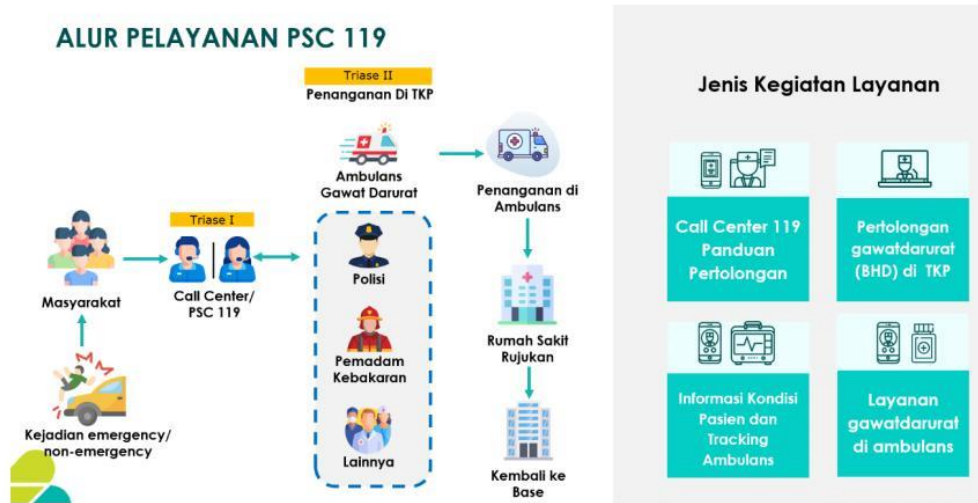 ALUR PELAYANAN PSC 119
Triase II
Penanganan Di TKP
Ambulans
Gawat Darurat
Penanganan di
Ambulans
Triase I
Masyarakat
Call Center/
PSC 119
Polisi
Pemadam
Kebakaran
Lainnya
Rumah Sakit
Rujukan
Kejadian emergency/
non-emergency
Kembali ke
Base
Jenis Kegiatan Layanan
Call Center 119
Panduan
Pertolongan
Pertolongan
gawatdarurat
(BHD) di TKP
Informasi Kondisi
Pasien dan
Tracking
Ambulans
Layanan
gawatdarurat
di ambulans